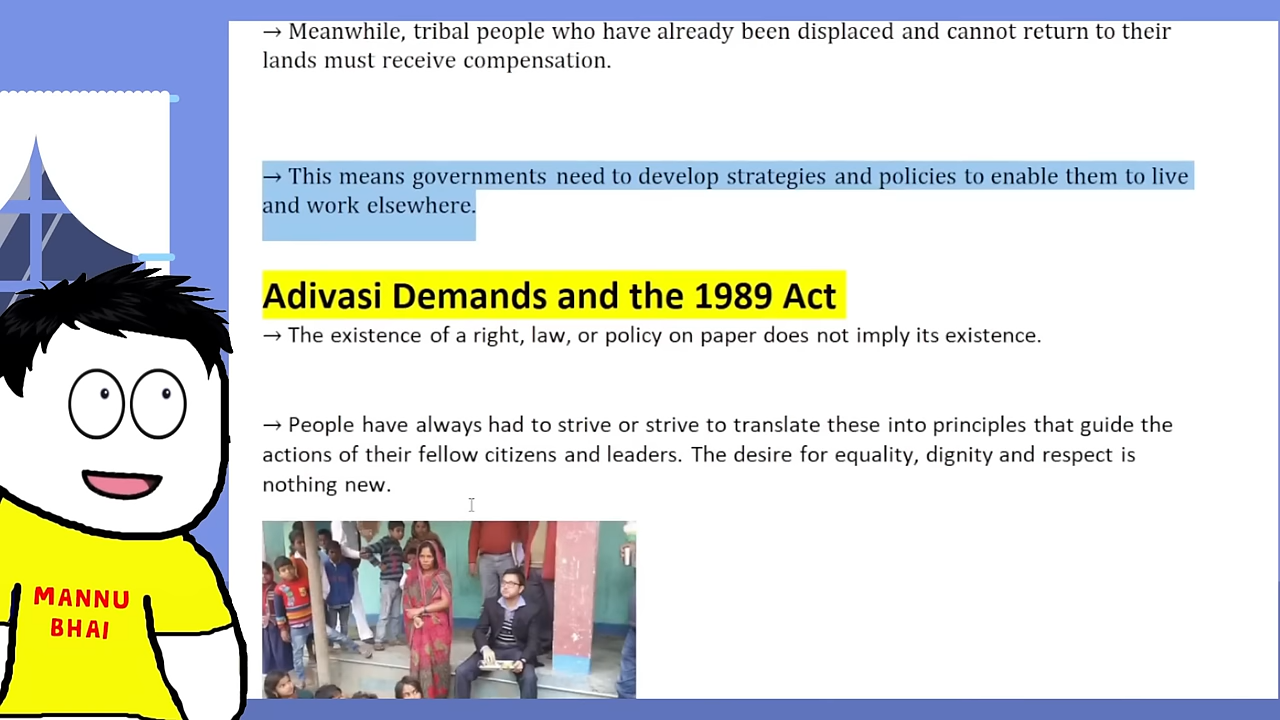 → Meanwhile, tribal people who have already been displaced and cannot return to their
lands must receive compensation.
→ This means governments need to develop strategies and policies to enable them to live
and work elsewhere.
Adivasi Demands and the 1989 Act
→ The existence of a right, law, or policy on paper does not imply its existence.
→ People have always had to strive or strive to translate these into principles that guide the
actions of their fellow citizens and leaders. The desire for equality, dignity and respect is
nothing new.
MANNU
BHAI